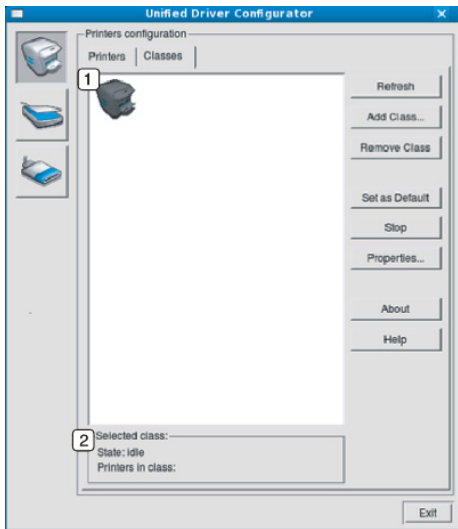 Unified Driver Configurator
Printers configuration
Printers Classes
1
Refresh
Add Class...
Remove Class
Set as Default
Stop
Properties...
About
Help
2
Selected class:
State: idle
Printers in class:
Exit